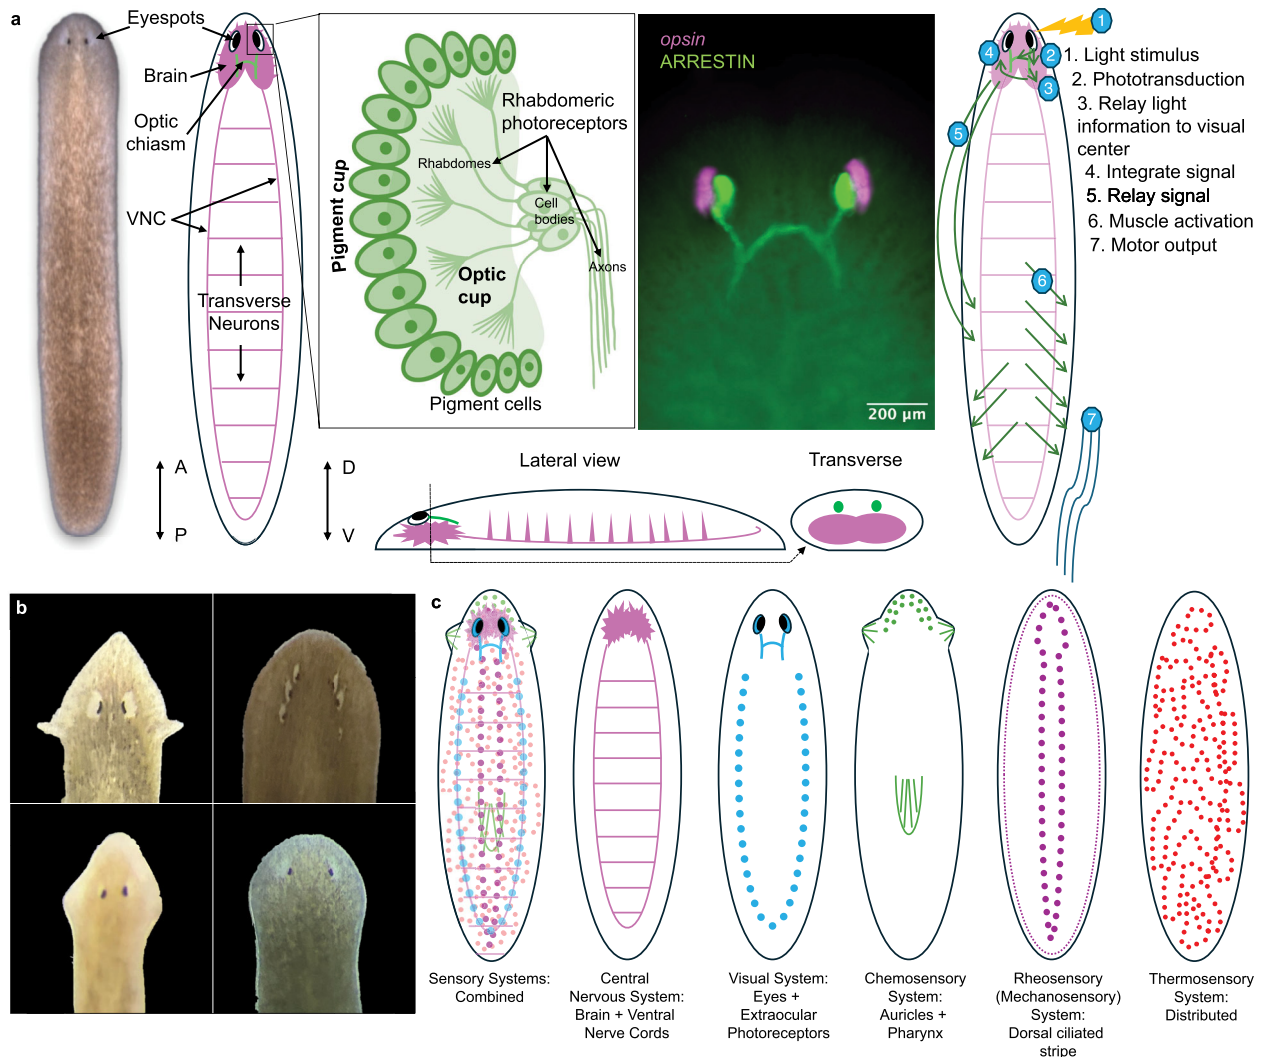 a
Eyespots
Brain
Optic
chiasm
VNC
Transverse
Neurons
A
P
Pigment cup
Rhabdomeric
photoreceptors
Rhabdomes
Cell
bodies
Axons
Optic
cup
Pigment cells
D
V
opsin
ARRESTIN
200 µm
Lateral view
Transverse
1
2
3
4
5
6
7
1. Light stimulus
2. Phototransduction
3. Relay light
information to visual
center
4. Integrate signal
5. Relay signal
6. Muscle activation
7. Motor output
b
c
Sensory Systems:
Combined
Central
Nervous System:
Brain + Ventral
Nerve Cords
Visual System:
Eyes +
Extraocular
Photoreceptors
Chemosensory
System:
Auricles +
Pharynx
Rheosensory
(Mechanosensory)
System:
Dorsal ciliated
stripe
Thermosensory
System:
Distributed